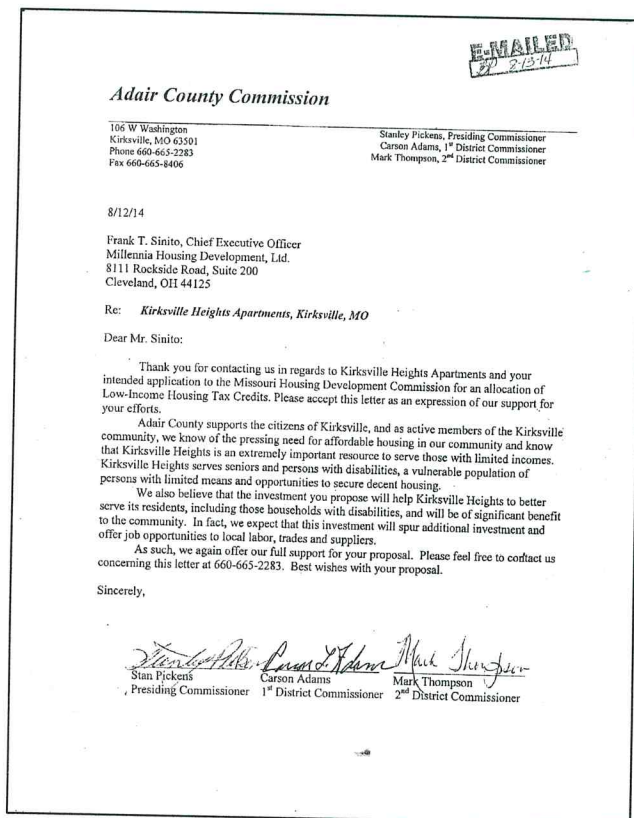 E-MAILED
8-13-14
Adair County Commission
106 W Washington
Kirksville, MO 63501
Phone 660-665-2283
Fax 660-665-8406
Stanley Pickens, Presiding Commissioner
Carson Adams, 1st District Commissioner
Mark Thompson, 2nd District Commissioner
8/12/14
Frank T. Sinito, Chief Executive Officer
Millennia Housing Development, Ltd.
8111 Rockside Road, Suite 200
Cleveland, OH 44125
Re: Kirksville Heights Apartments, Kirksville, MO
Dear Mr. Sinito:
Thank you for contacting us in regards to Kirksville Heights Apartments and your
intended application to the Missouri Housing Development Commission for an allocation of
Low-Income Housing Tax Credits. Please accept this letter as an expression of our support for
your efforts.
Adair County supports the citizens of Kirksville, and as active members of the Kirksville
community, we know of the pressing need for affordable housing in our community and know
that Kirksville Heights is an extremely important resource to serve those with limited incomes.
Kirksville Heights serves seniors and persons with disabilities, a vulnerable population of
persons with limited means and opportunities to secure decent housing.
We also believe that the investment you propose will help Kirksville Heights to better
serve its residents, including those households with disabilities, and will be of significant benefit
to the community. In fact, we expect that this investment will spur additional investment and
offer job opportunities to local labor, trades and suppliers.
As such, we again offer our full support for your proposal. Please feel free to contact us
concerning this letter at 660-665-2283. Best wishes with your proposal.
Sincerely,
Carson L. Adams Mark Thompson
Stan Pickens Carson Adams Mark Thompson
Presiding Commissioner 1st District Commissioner 2nd District Commissioner